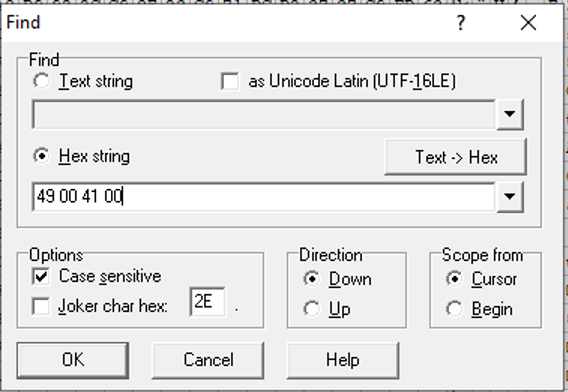 Find
? 
Find
Text string as Unicode Latin (UTF-16LE)
Hex string Text -> Hex
49 00 41 00
Options Direction Scope from
Case sensitive Down Cursor
Joker char hex: 2E . Up Begin
OK Cancel Help